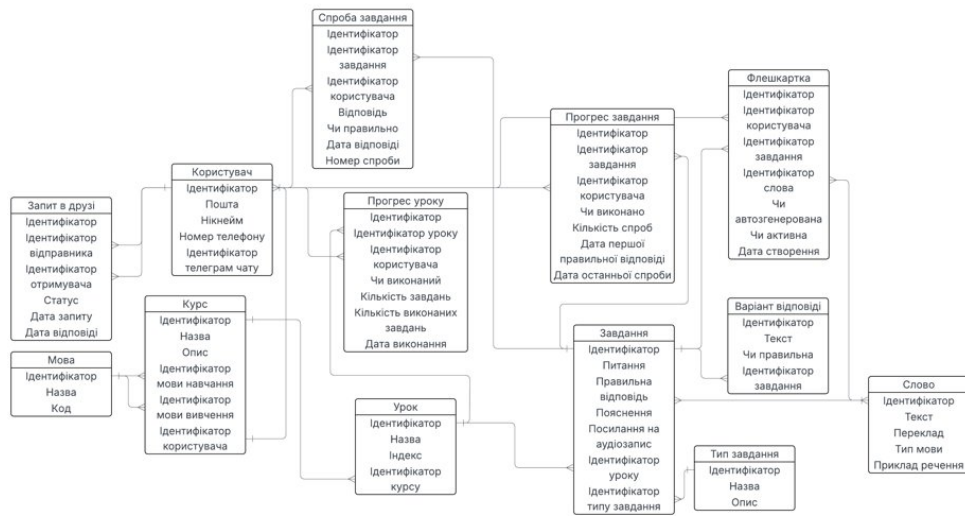 Спроба завдання
Ідентифікатор
Ідентифікатор
завдання
Ідентифікатор
користувача
Відповідь
Чи правильно
Дата відповіді
Номер спроби
Флешкартка
Ідентифікатор
Ідентифікатор
користувача
Ідентифікатор
завдання
Ідентифікатор
слова
Чи
автозгенерована
Чи активна
Дата створення
Прогрес завдання
Ідентифікатор
Ідентифікатор
завдання
Ідентифікатор
користувача
Чи виконано
Кількість спроб
Дата першої
правильної відповіді
Дата останньої спроби
Користувач
Ідентифікатор
Пошта
Нікнейм
Номер телефону
Ідентифікатор
телеграм чату
Запит в друзі
Ідентифікатор
Ідентифікатор
відправника
Ідентифікатор
отримувача
Статус
Дата запиту
Дата відповіді
Прогрес уроку
Ідентифікатор
Ідентифікатор уроку
Ідентифікатор
користувача
Чи виконаний
Кількість завдань
Кількість виконаних
завдань
Дата виконання
Курс
Ідентифікатор
Назва
Опис
Ідентифікатор
мови навчання
Ідентифікатор
мови вивчення
Ідентифікатор
користувача
Мова
Ідентифікатор
Назва
Код
Завдання
Ідентифікатор
Питання
Правильна
відповідь
Пояснення
Посилання на
аудіозапис
Ідентифікатор
уроку
Ідентифікатор
типу завдання
Варіант відповіді
Ідентифікатор
Текст
Чи правильна
Ідентифікатор
завдання
Слово
Ідентифікатор
Текст
Переклад
Тип мови
Приклад речення
Урок
Ідентифікатор
Назва
Індекс
Ідентифікатор
курсу
Тип завдання
Ідентифікатор
Назва
Опис